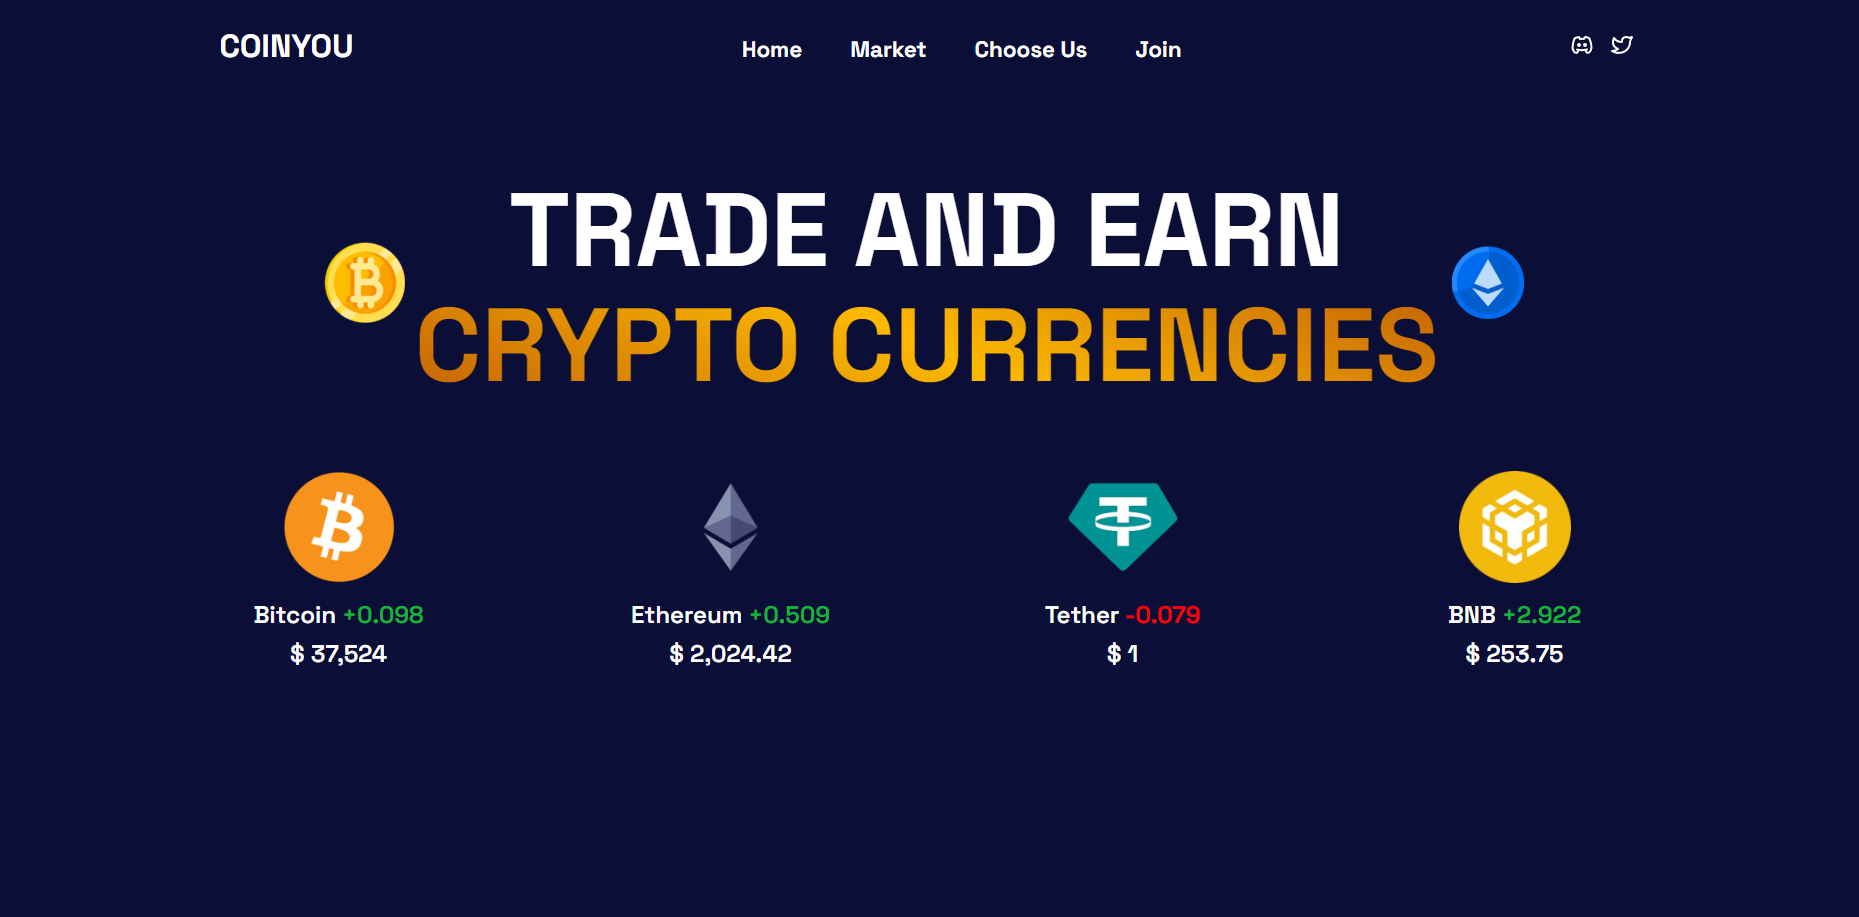 COINYOU
Home Market Choose Us Join
TRADE AND EARN
CRYPTO CURRENCIES
Bitcoin +0.098
$ 37,524
Ethereum +0.509
$ 2,024.42
Tether -0.079
$ 1
BNB +2.922
$ 253.75